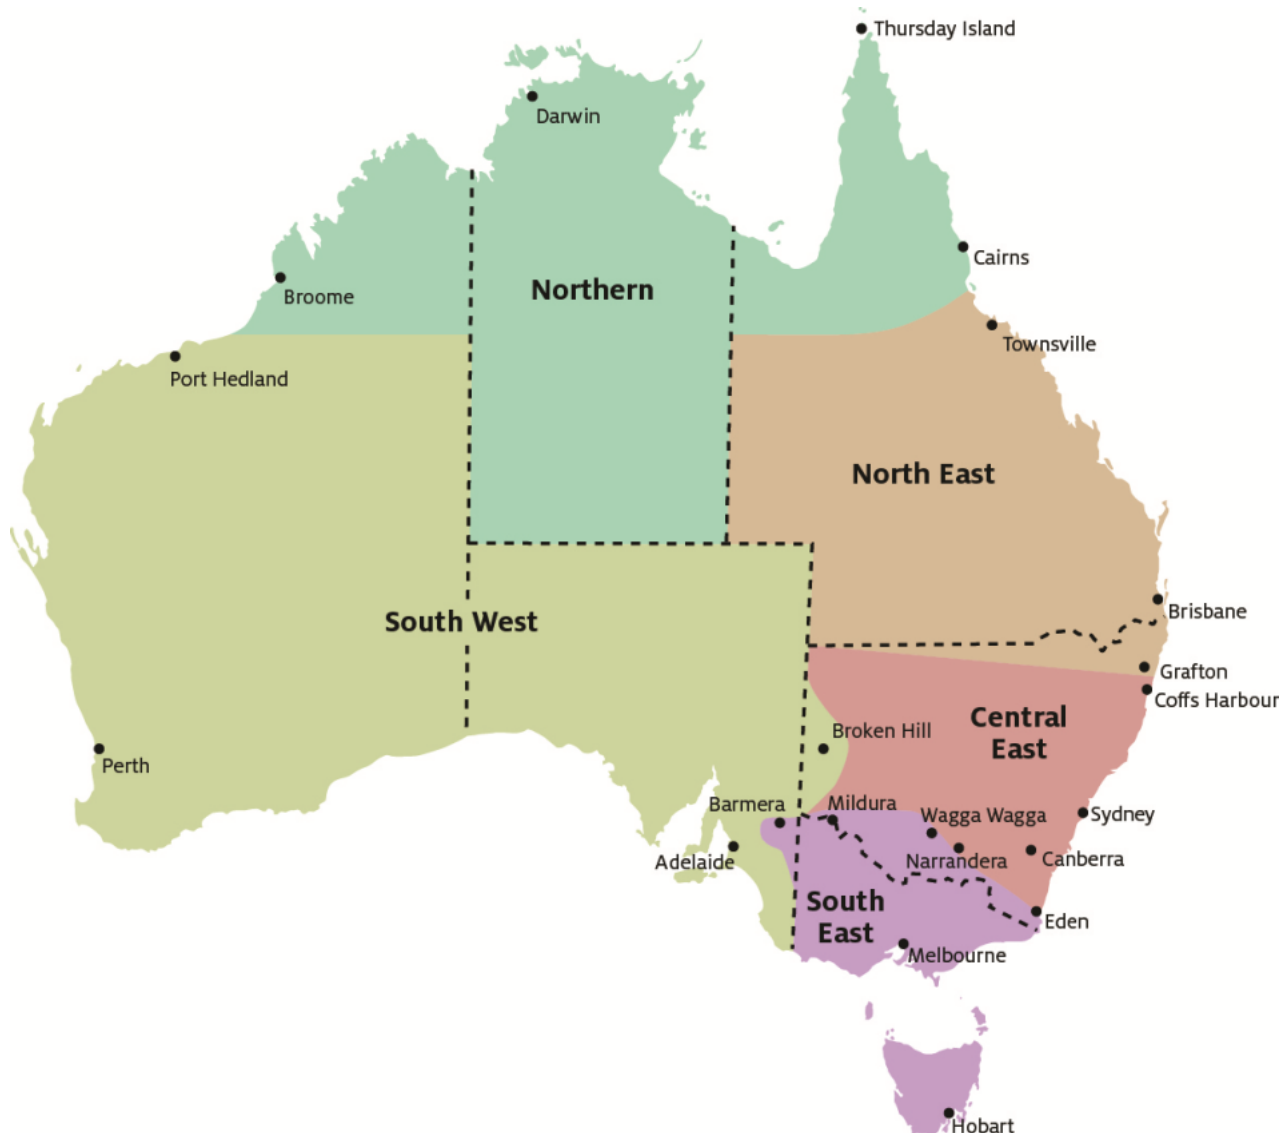 Thursday Island
Darwin
Cairns
Northern
Broome
Townsville
Port Hedland
North East
Brisbane
South West
Grafton
Coffs Harbour
Central
East
Broken Hill
Perth
Barmera
Mildura
Wagga Wagga
Sydney
Adelaide
Narrandera
Canberra
South
East
Eden
Melbourne
Hobart